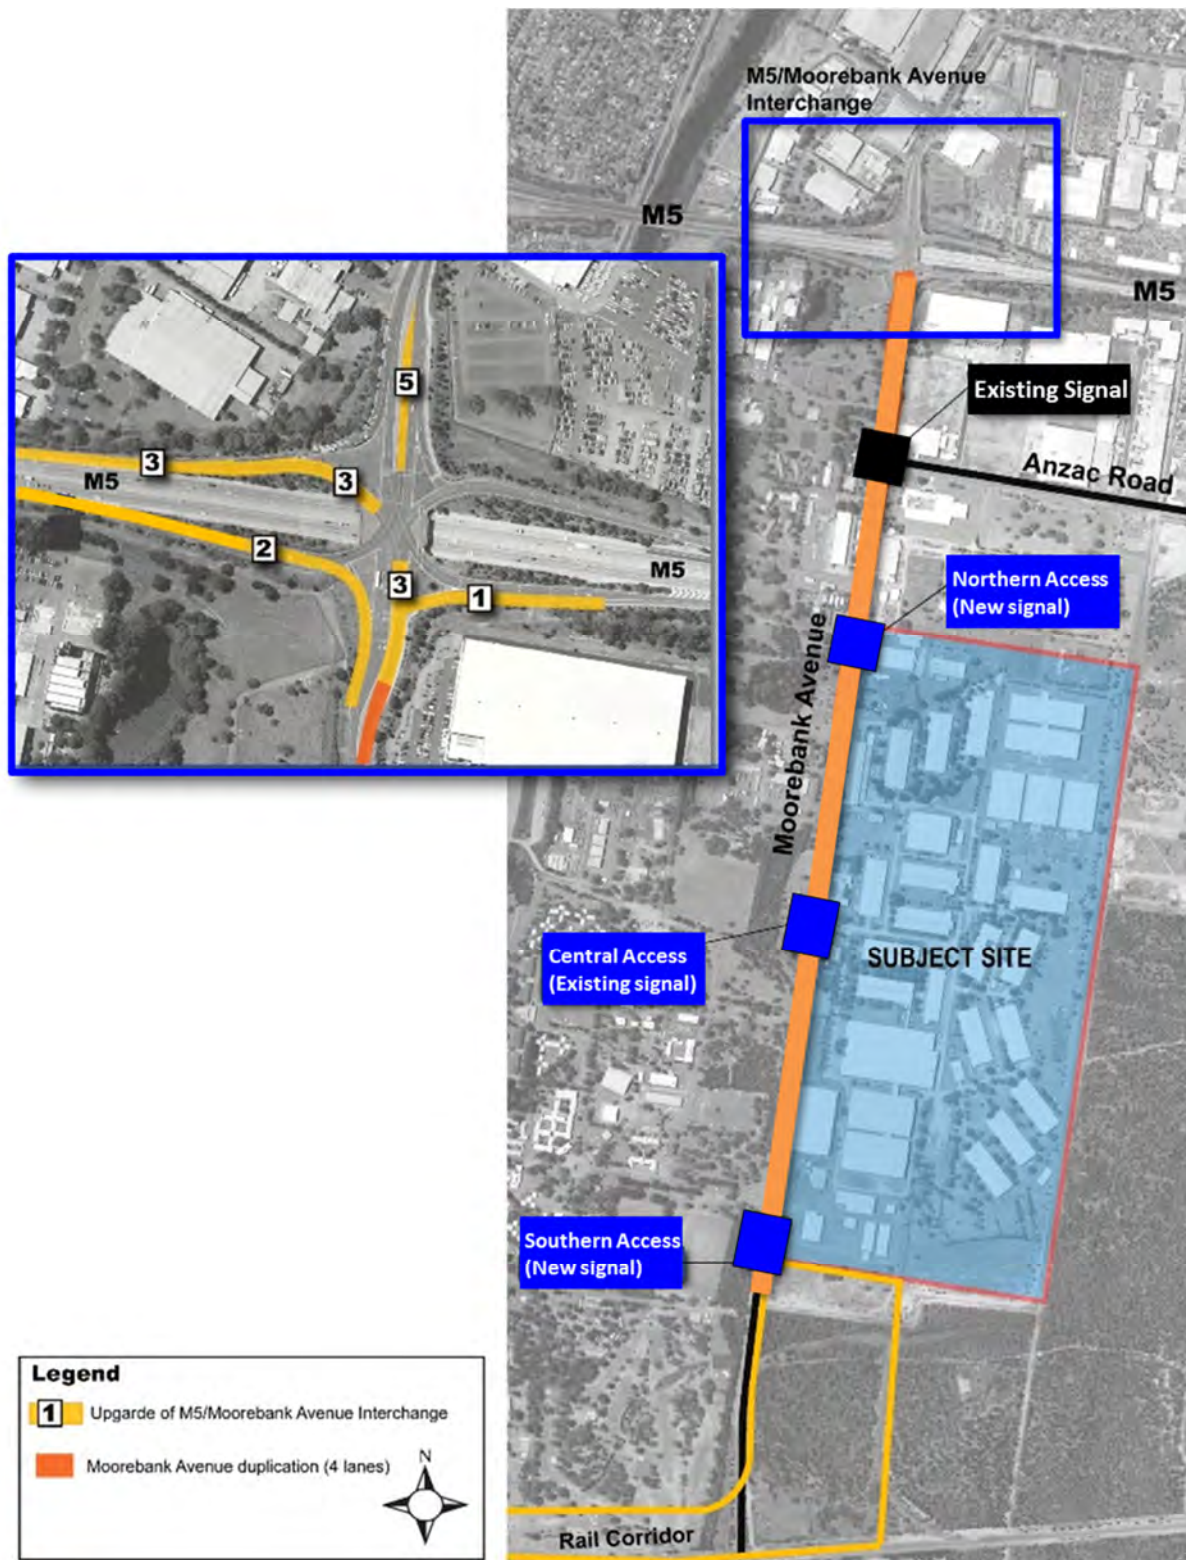 M5/Moorebank Avenue
Interchange
M5
M5
Existing Signal
Anzac Road
5
3
M5
3
2
3
1
M5
Northern Access
(New signal)
Moorebank Avenue
Central Access
(Existing signal)
SUBJECT SITE
Southern Access
(New signal)
Legend
1 Upgarde of M5/Moorebank Avenue Interchange
Moorebank Avenue duplication (4 lanes)
N
Rail Corridor